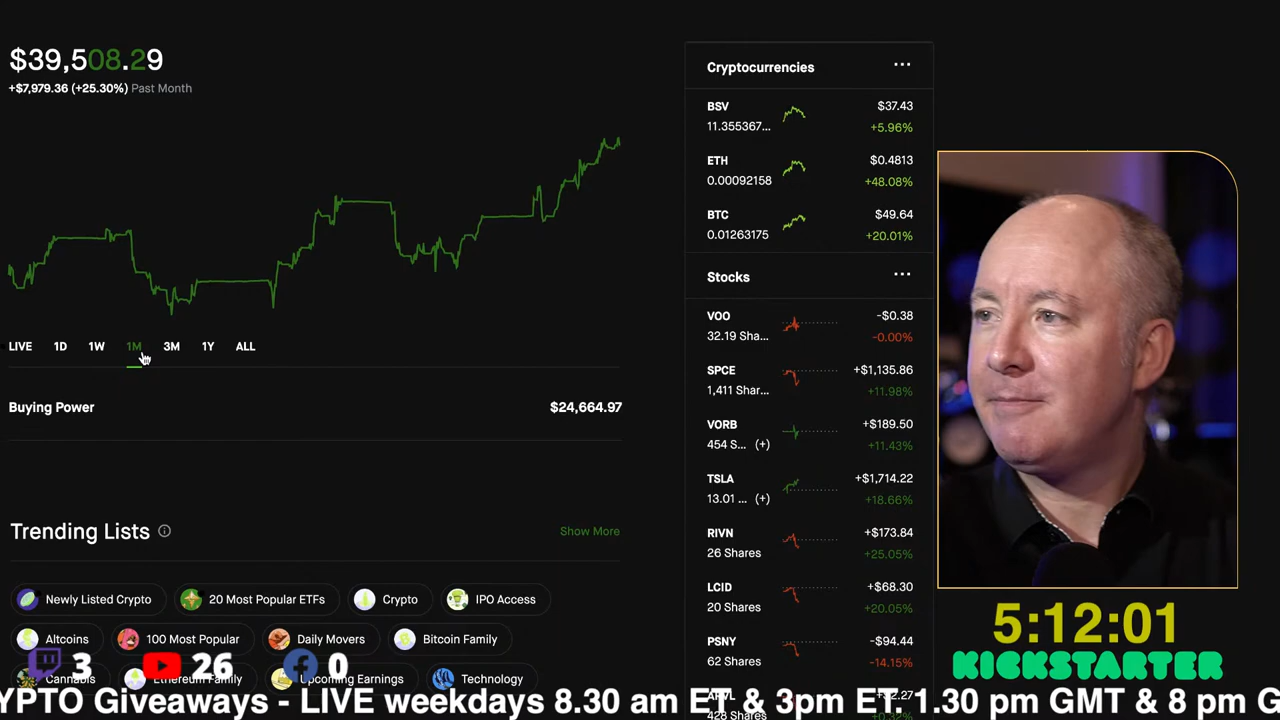 $39,508.29
+$7,979.36 (+25.30%) Past Month
LIVE 1D 1W 1M 3M 1Y ALL
Buying Power $24,664.97
Trending Lists
Show More
Newly Listed Crypto 20 Most Popular ETFs Crypto IPO Access
Altcoins 100 Most Popular Daily Movers Bitcoin Family
Cannabis Ethereum Family Upcoming Earnings Technology
3 26 0
Cryptocurrencies ...
BSV $37.43
11.355367... +5.96%
ETH $0.4813
0.00092158 +48.08%
BTC $49.64
0.01263175 +20.01%
Stocks ...
VOO -$0.38
32.19 Sha... -0.00%
SPCE +$1,135.86
1,411 Shar... +11.98%
VORB +$189.50
454 S... (+) +11.43%
TSLA +$1,714.22
13.01 ... (+) +18.66%
RIVN +$173.84
26 Shares +25.05%
LCID +$68.30
20 Shares +20.05%
PSNY -$94.44
62 Shares -14.15%
428 Shares +0.32%
5:12:01
KICKSTARTER
YPTO Giveaways - LIVE weekdays 8.30 am ET & 3pm ET. 1.30 pm GMT & 8 pm G